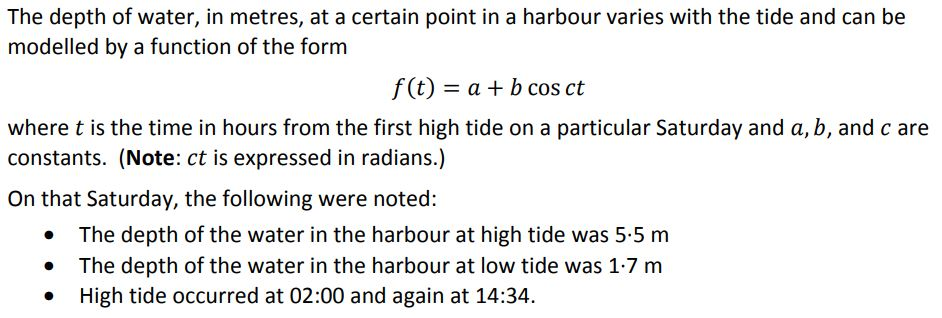 The depth of water, in metres, at a certain point in a harbour varies with the tide and can be
modelled by a function of the form
f(t) = a + b cos ct
where t is the time in hours from the first high tide on a particular Saturday and a, b, and c are
constants. (Note: ct is expressed in radians.)
On that Saturday, the following were noted:
• The depth of the water in the harbour at high tide was 5·5 m
• The depth of the water in the harbour at low tide was 1·7 m
• High tide occurred at 02:00 and again at 14:34.